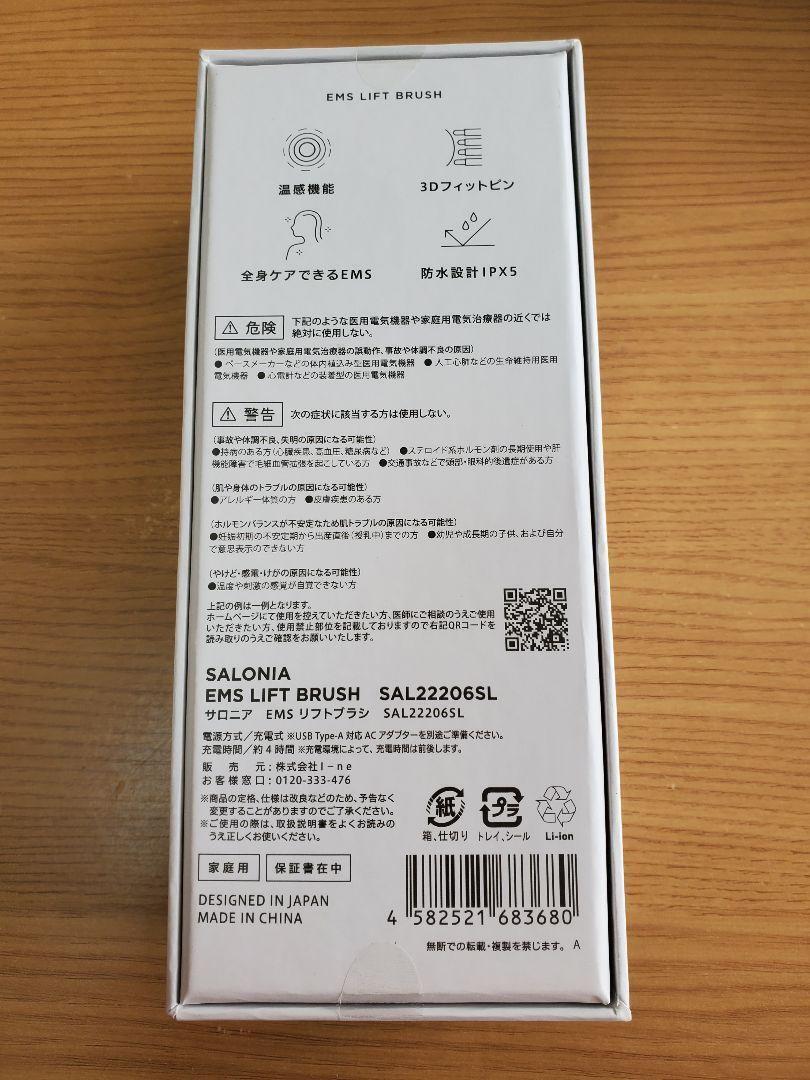 EMS LIFT BRUSH
温感機能
3Dフィットピン
全身ケアできるEMS
防水設計IPX5
危険 下記のような医用電気機器や家庭用電気治療器の近くでは
絶対に使用しない。
(医用電気機器や家庭用電気治療器の誤動作、事故や体調不良の原因)
●ペースメーカーなどの体内植込み型医用電気機器 ●人工心肺などの生命維持用医用
電気機器 ●心電計などの装着型の医用電気機器
警告 次の症状に該当する方は使用しない。
(事故や体調不良、失明の原因になる可能性)
●持病のある方(心臓疾患、高血圧、糖尿病など) ●ステロイド系ホルモン剤の長期使用や肝
機能障害で毛細血管拡張を起こしている方 ●交通事故などで頭部・眼科的後遺症がある方
(肌や身体のトラブルの原因になる可能性)
●アレルギー体質の方 ●皮膚疾患のある方
(ホルモンバランスが不安定なため肌トラブルの原因になる可能性)
●妊娠初期の不安定期から出産直後(授乳中)までの方 ●幼児や成長期の子供、および自分
で意思表示のできない方
(やけど・感電・けがの原因になる可能性)
●温度や刺激の感覚が自覚できない方
上記の例は一例となります。
ホームページにて使用を控えていただきたい方、医師にご相談のうえご使用
いただきたい方、使用禁止部位を記載しておりますので右記QRコードを
読み取りのうえご確認をお願いいたします。
SALONIA
EMS LIFT BRUSH SAL22206SL
サロニア EMS リフトブラシ SAL22206SL
電源方式/充電式 ※USB Type-A 対応 AC アダプターを別途ご準備ください。
充電時間/約4時間 ※充電環境によって、充電時間は前後します。
販売元:株式会社I-ne
お客様窓口:0120-333-476
※商品の定格、仕様は改良などのため、予告なく
変更することがありますのでご了承ください。
※ご使用の際は、取扱説明書をよくお読みの
うえ正しくお使いください。
紙 プラ
箱、仕切り トレイ、シール Li-ion
家庭用 保証書在中
DESIGNED IN JAPAN
MADE IN CHINA
4 582521 683680
無断での転載・複製を禁じます。 A